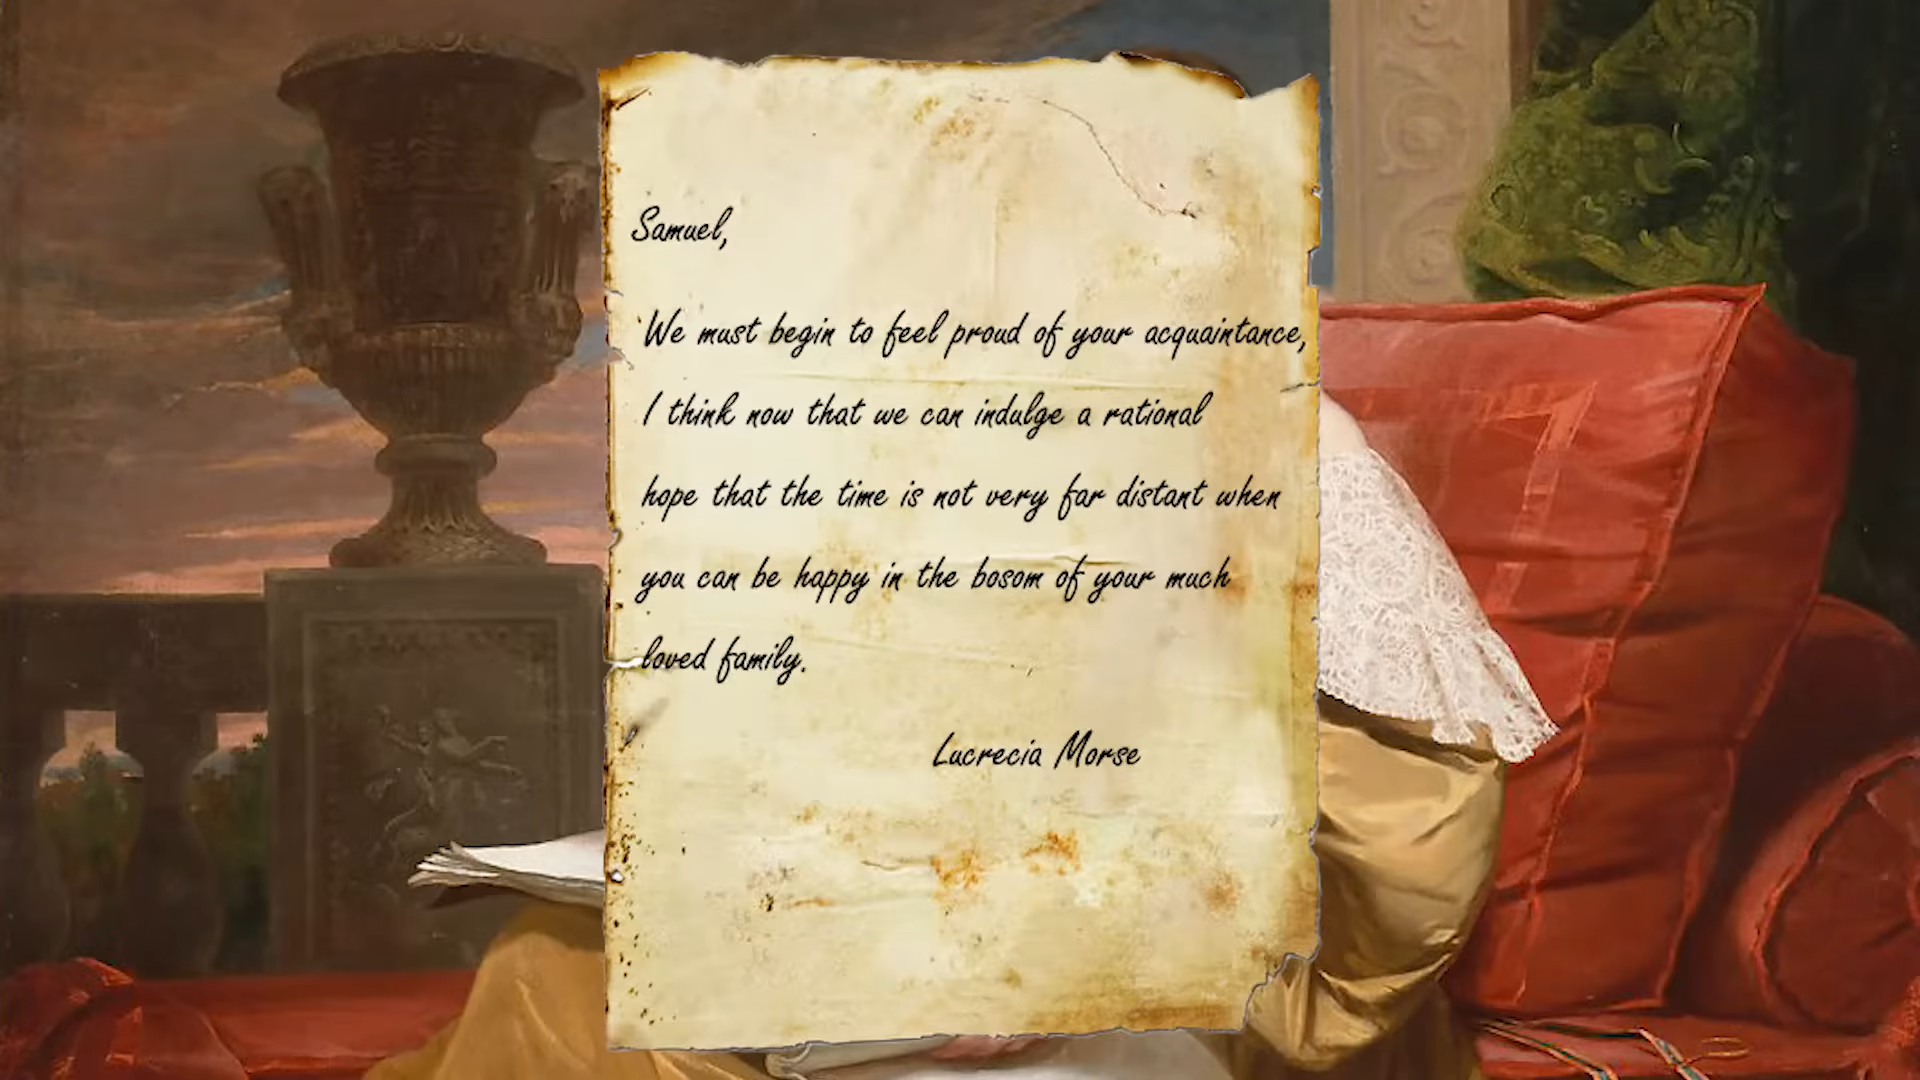 Samuel,
We must begin to feel proud of your acquaintance,
I think now that we can indulge a rational
hope that the time is not very far distant when
you can be happy in the bosom of your much
loved family.
Lucrecia Morse